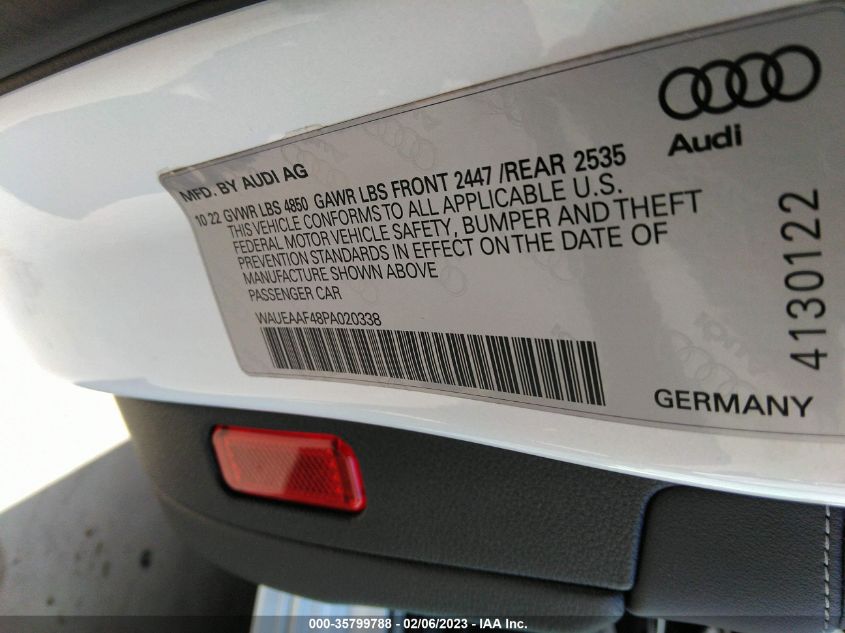 Audi
MFD. BY AUDI AG
10 22 GVWR LBS 4850 GAWR LBS FRONT 2447 /REAR 2535
THIS VEHICLE CONFORMS TO ALL APPLICABLE U.S.
FEDERAL MOTOR VEHICLE SAFETY, BUMPER AND THEFT
PREVENTION STANDARDS IN EFFECT ON THE DATE OF
MANUFACTURE SHOWN ABOVE
PASSENGER CAR
WAUEAAF48PA020338
4130122
GERMANY
000-35799788 - 02/06/2023 - IAA Inc.